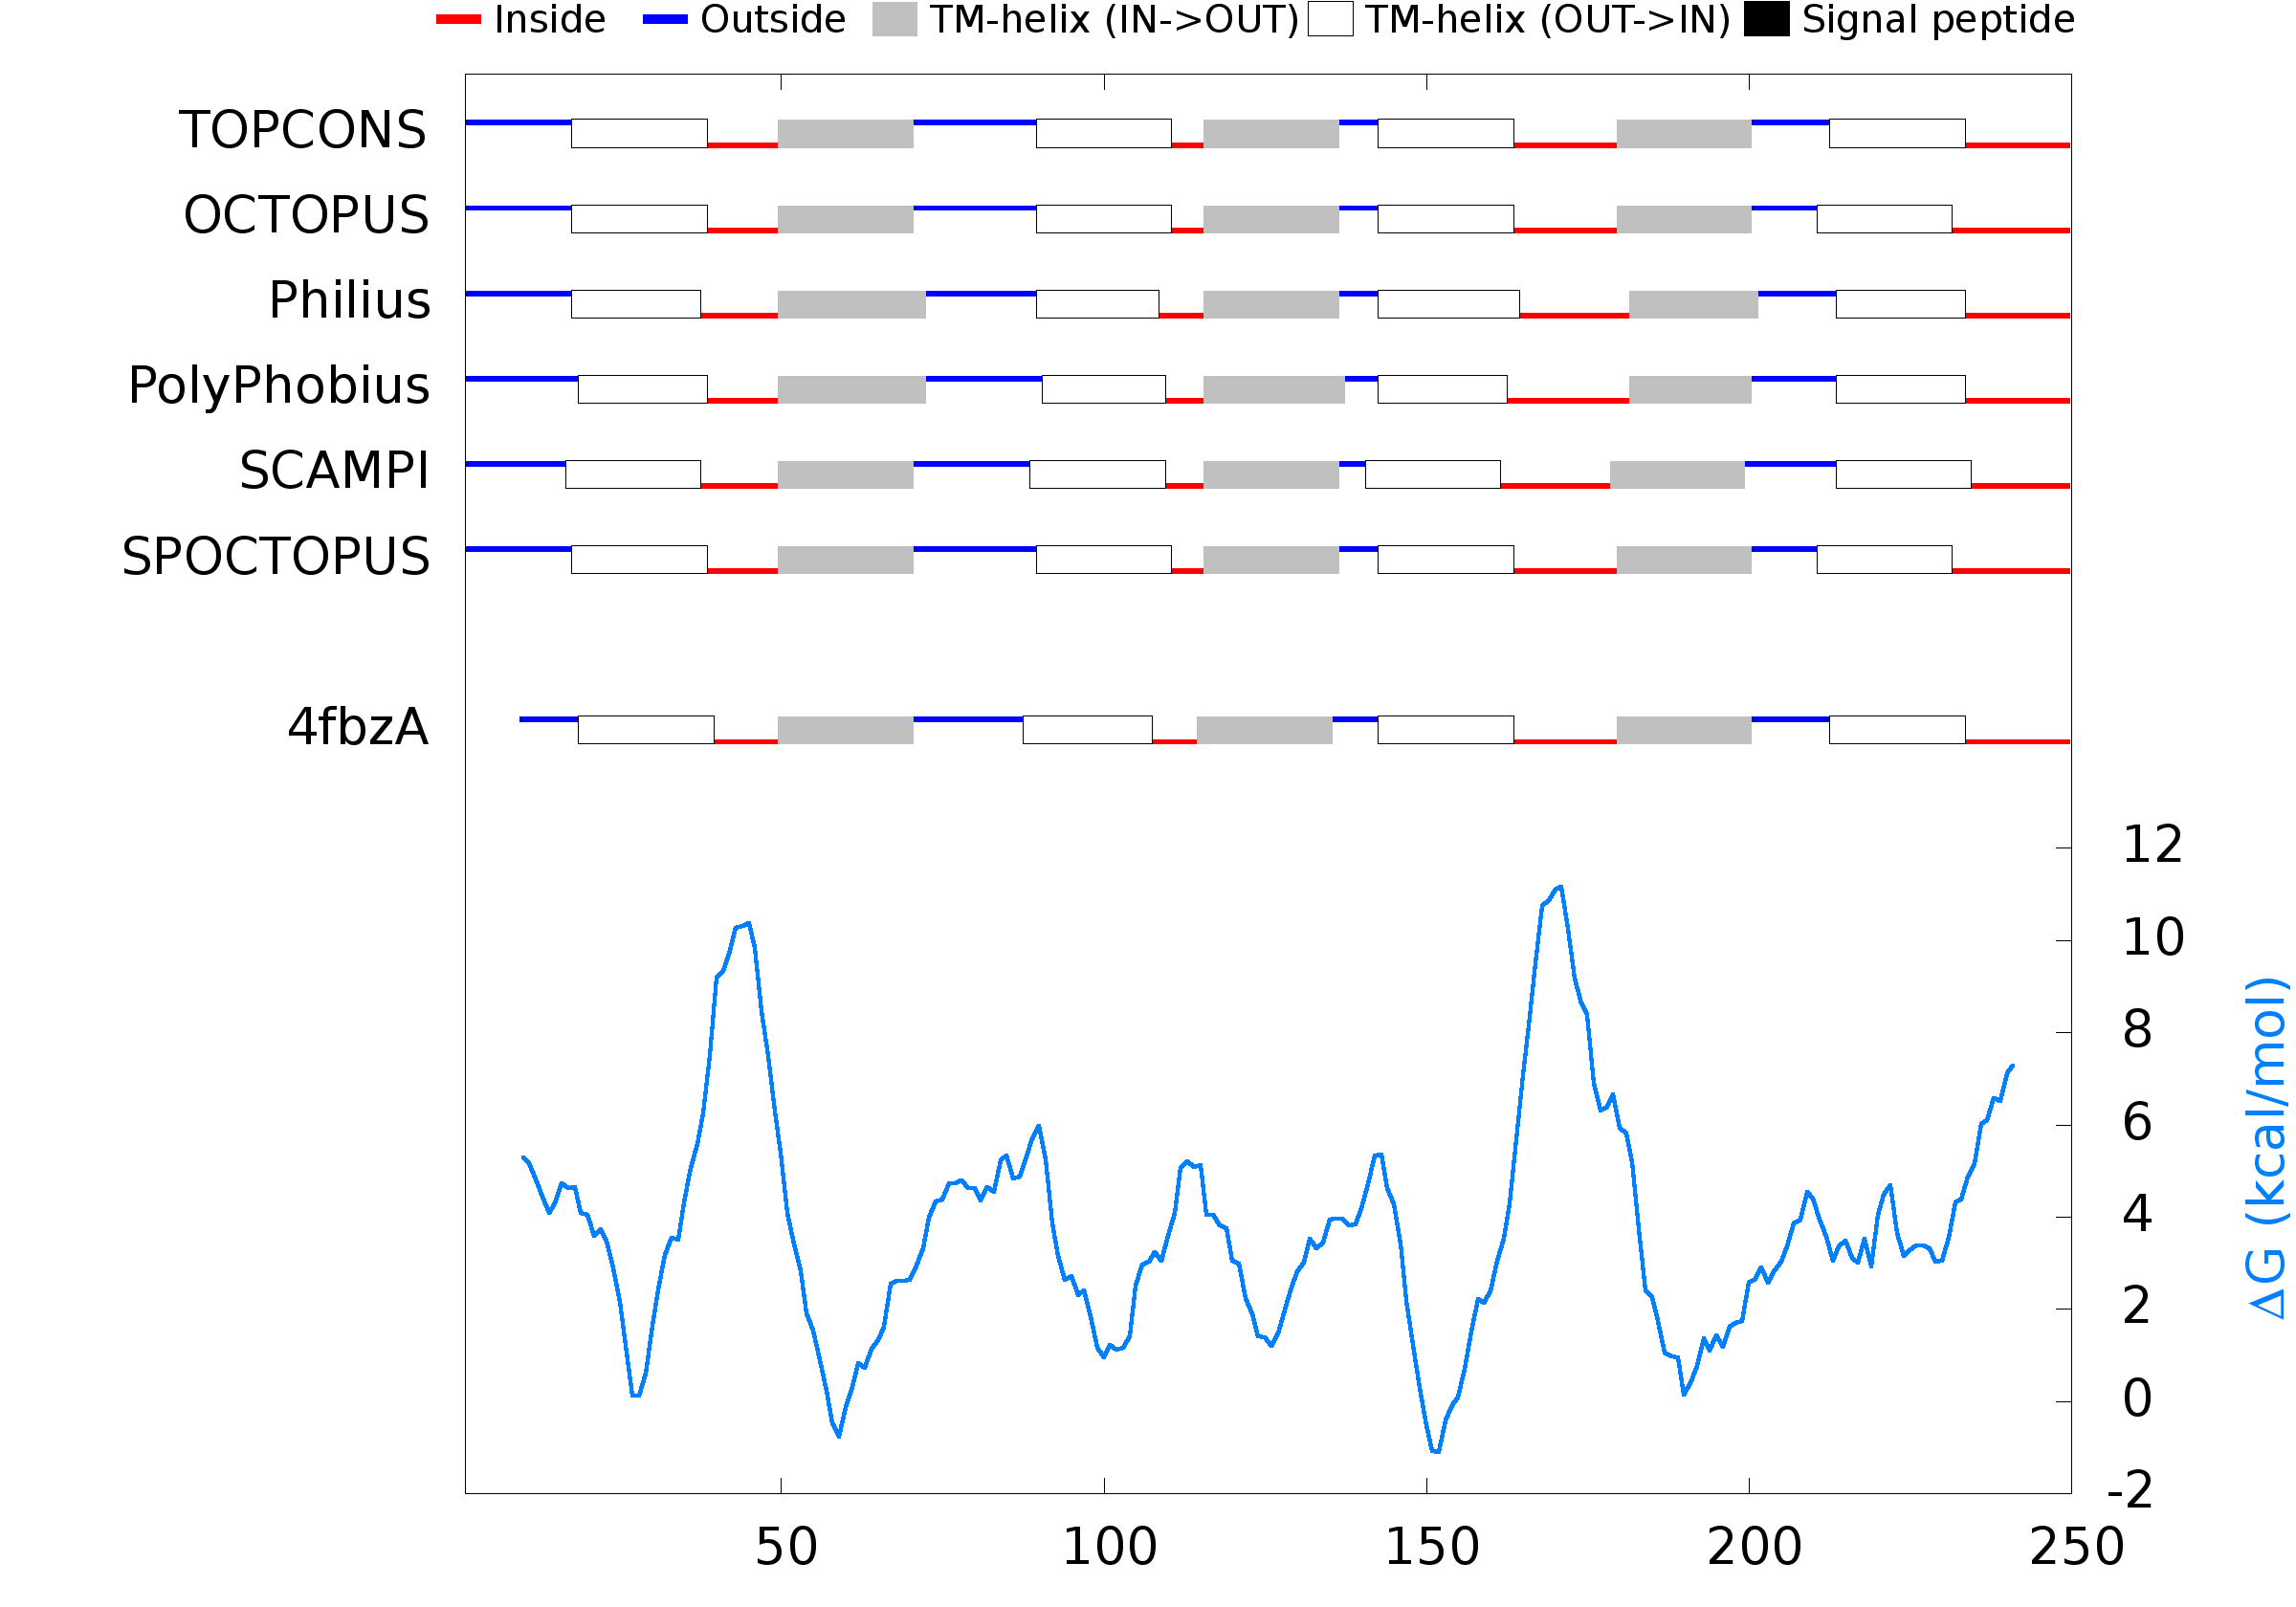 Inside Outside TM-helix (IN->OUT) TM-helix (OUT->IN) Signal peptide
TOPCONS
OCTOPUS
Philius
PolyPhobius
SCAMPI
SPOCTOPUS
4fbzA
12
10
8
6
4
2
0
-2
ΔG (kcal/mol)
50 100 150 200 250